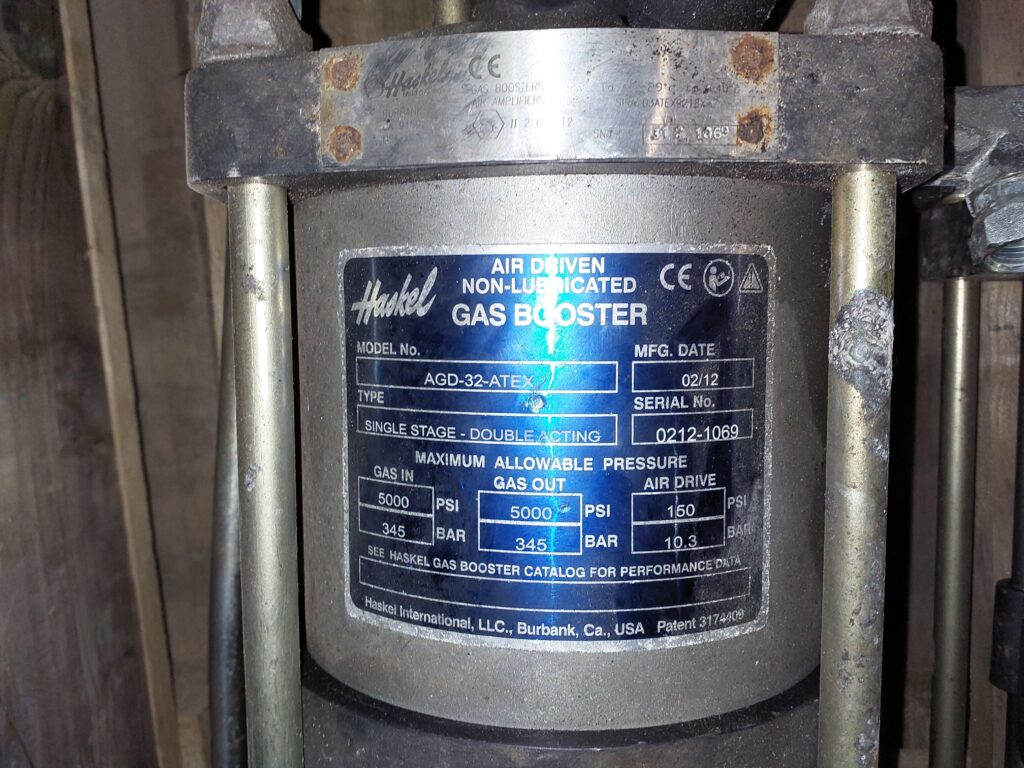 Haskel CE
GAS BOOSTERS
AIR AMPLIFIERS
II 2 G
SN
1069
Haskel
AIR DRIVEN
NON-LUBRICATED
GAS BOOSTER
CE
MODEL No.
MFG. DATE
AGD-32-ATEX
02/12
TYPE
SERIAL No.
SINGLE STAGE - DOUBLE ACTING
0212-1069
MAXIMUM ALLOWABLE PRESSURE
GAS IN GAS OUT AIR DRIVE
5000 PSI 5000 PSI 150 PSI
345 BAR 345 BAR 10.3 BAR
SEE HASKEL GAS BOOSTER CATALOG FOR PERFORMANCE DATA
Haskel International, LLC., Burbank, Ca., USA Patent 3174409